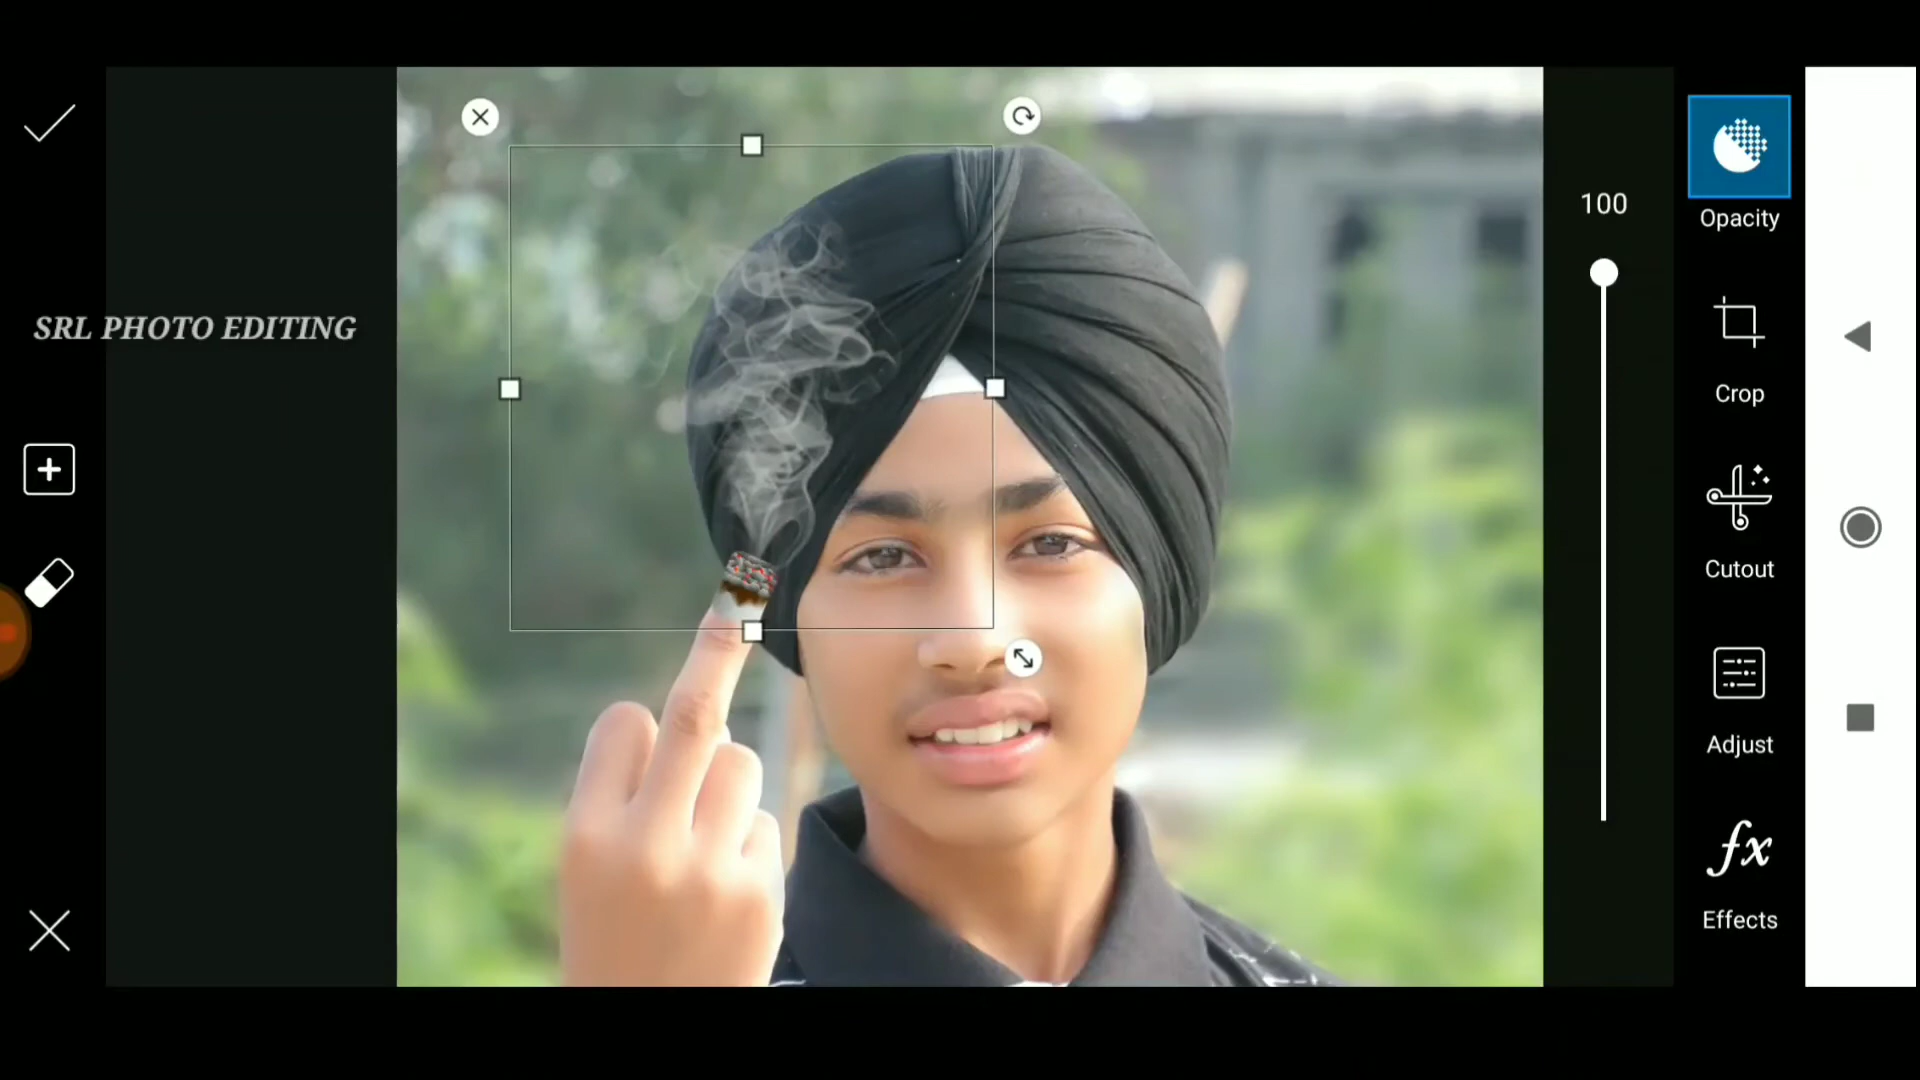 SRL PHOTO EDITING
100
Opacity
Crop
Cutout
Adjust
fx
Effects